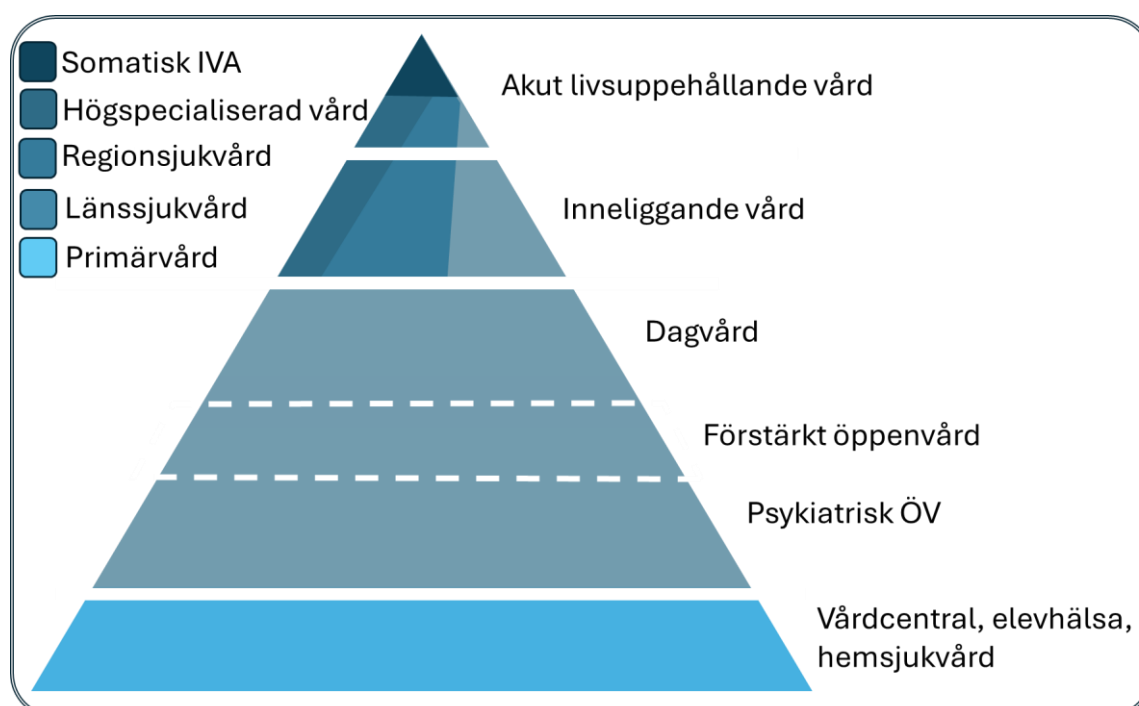 Somatisk IVA
Högspecialiserad vård
Regionsjukvård
Länssjukvård
Primärvård
Akut livsuppehållande vård
Inneliggande vård
Dagvård
Förstärkt öppenvård
Psykiatrisk ÖV
Vårdcentral, elevhälsa,
hemsjukvård